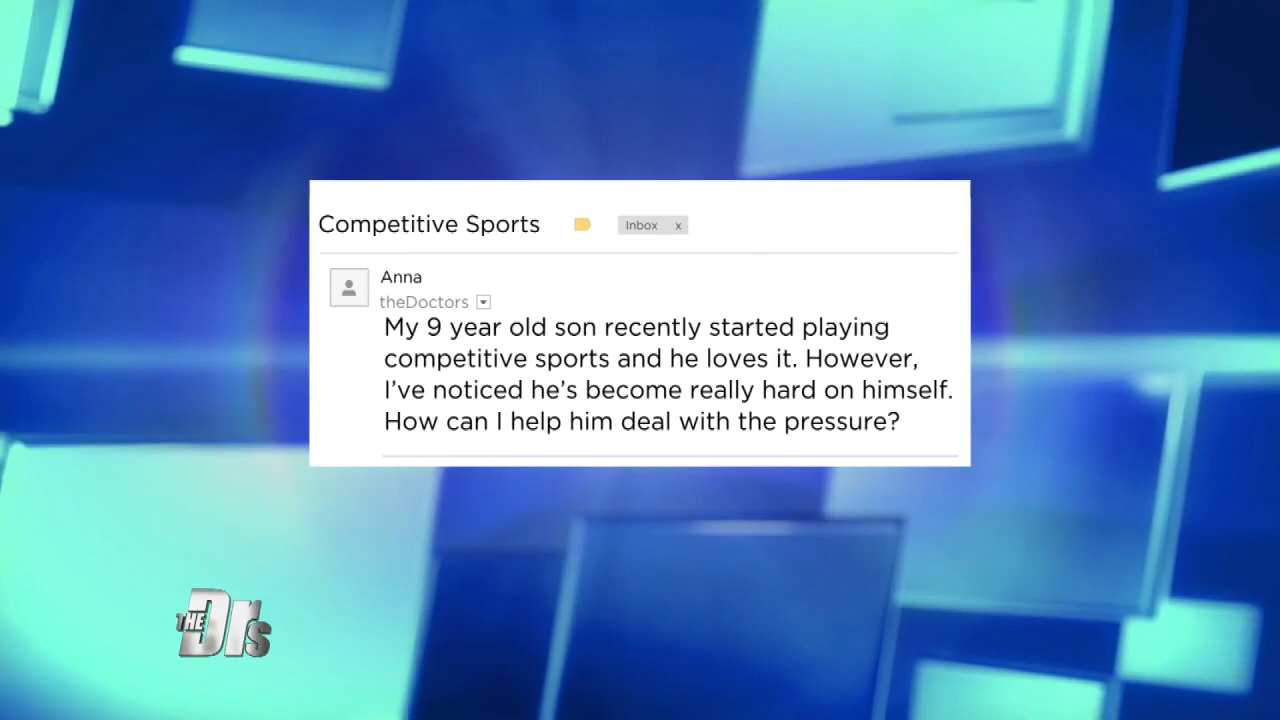 Competitive Sports
Inbox x
Anna
theDoctors
My 9 year old son recently started playing
competitive sports and he loves it. However,
I've noticed he's become really hard on himself.
How can I help him deal with the pressure?
THE Drs